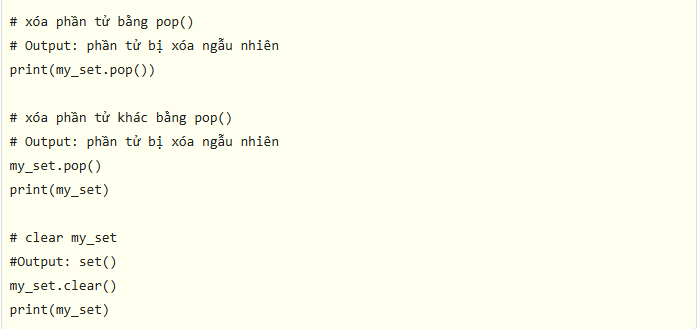 # xóa phần tử bằng pop()
# Output: phần tử bị xóa ngẫu nhiên
print(my_set.pop())

# xóa phần tử khác bằng pop()
# Output: phần tử bị xóa ngẫu nhiên
my_set.pop()
print(my_set)

# clear my_set
#Output: set()
my_set.clear()
print(my_set)